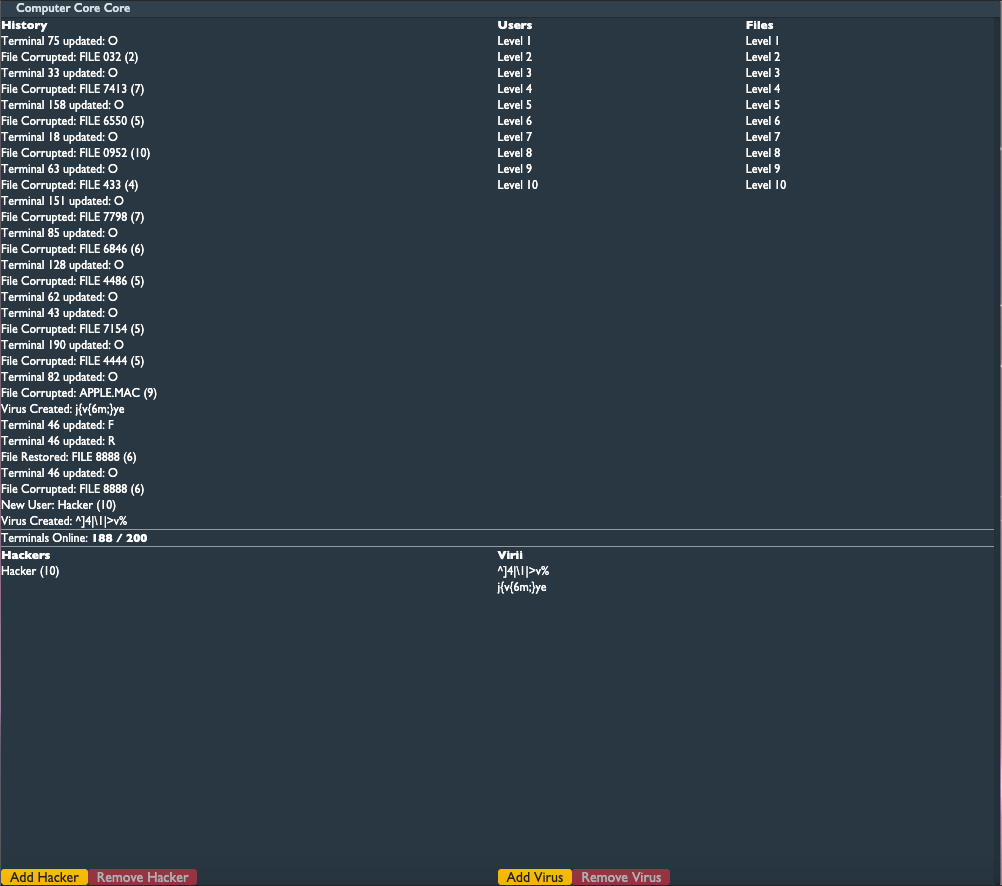 Computer Core Core
History
Terminal 75 updated: O
File Corrupted: FILE 032 (2)
Terminal 33 updated: O
File Corrupted: FILE 7413 (7)
Terminal 158 updated: O
File Corrupted: FILE 6550 (5)
Terminal 18 updated: O
File Corrupted: FILE 0952 (10)
Terminal 63 updated: O
File Corrupted: FILE 433 (4)
Terminal 151 updated: O
File Corrupted: FILE 7798 (7)
Terminal 85 updated: O
File Corrupted: FILE 6846 (6)
Terminal 128 updated: O
File Corrupted: FILE 4486 (5)
Terminal 62 updated: O
Terminal 43 updated: O
File Corrupted: FILE 7154 (5)
Terminal 190 updated: O
File Corrupted: FILE 4444 (5)
Terminal 82 updated: O
File Corrupted: APPLE.MAC (9)
Virus Created: j{v{6m;}ye
Terminal 46 updated: F
Terminal 46 updated: R
File Restored: FILE 8888 (6)
Terminal 46 updated: O
File Corrupted: FILE 8888 (6)
New User: Hacker (10)
Virus Created: ^]4|\1|>v%
Users
Level 1
Level 2
Level 3
Level 4
Level 5
Level 6
Level 7
Level 8
Level 9
Level 10
Files
Level 1
Level 2
Level 3
Level 4
Level 5
Level 6
Level 7
Level 8
Level 9
Level 10
Terminals Online: 188 / 200
Hackers
Hacker (10)
Virii
^]4|\1|>v%
j{v{6m;}ye
Add Hacker
Remove Hacker
Add Virus
Remove Virus